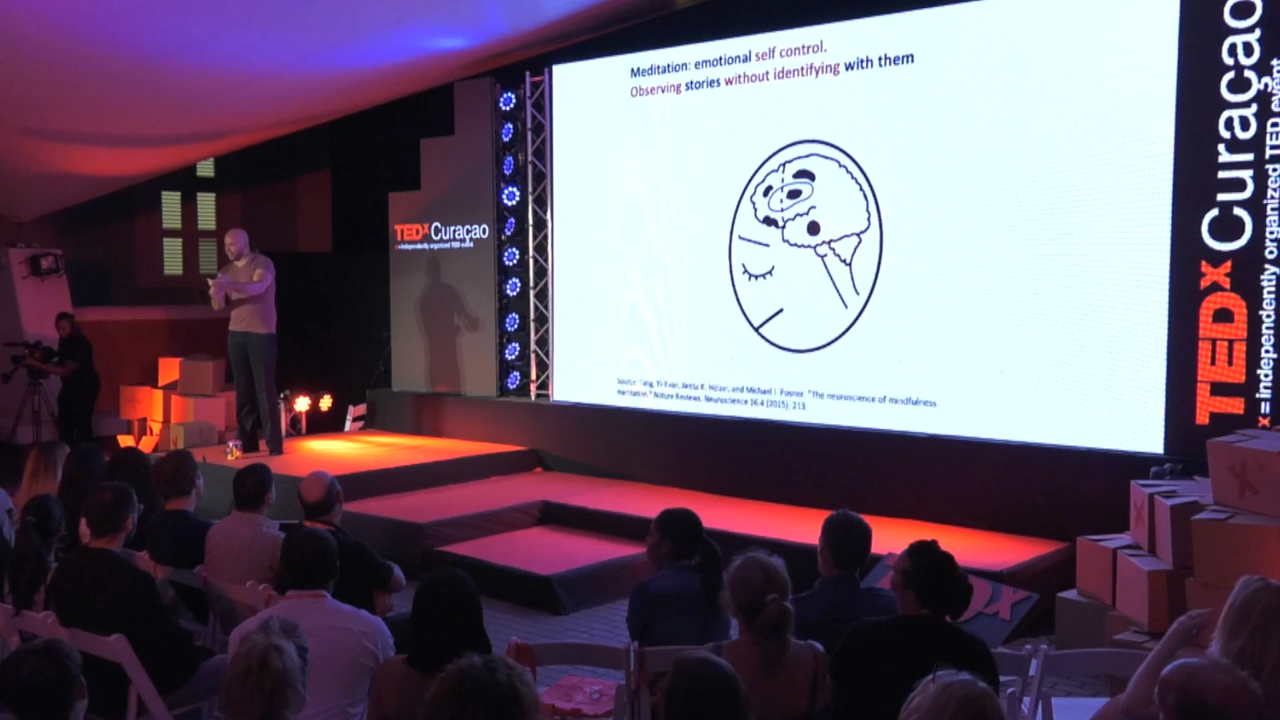 Meditation: emotional self control.
Observing stories without identifying with them
Source: Tang, Yi-Yuan, Britta K. Hölzel, and Michael I. Posner. "The neuroscience of mindfulness
meditation." Nature Reviews. Neuroscience 16.4 (2015): 213.
TEDx Curaçao
x=independently organized TED event
TEDx Curaçao
x = independently organized TED event
x